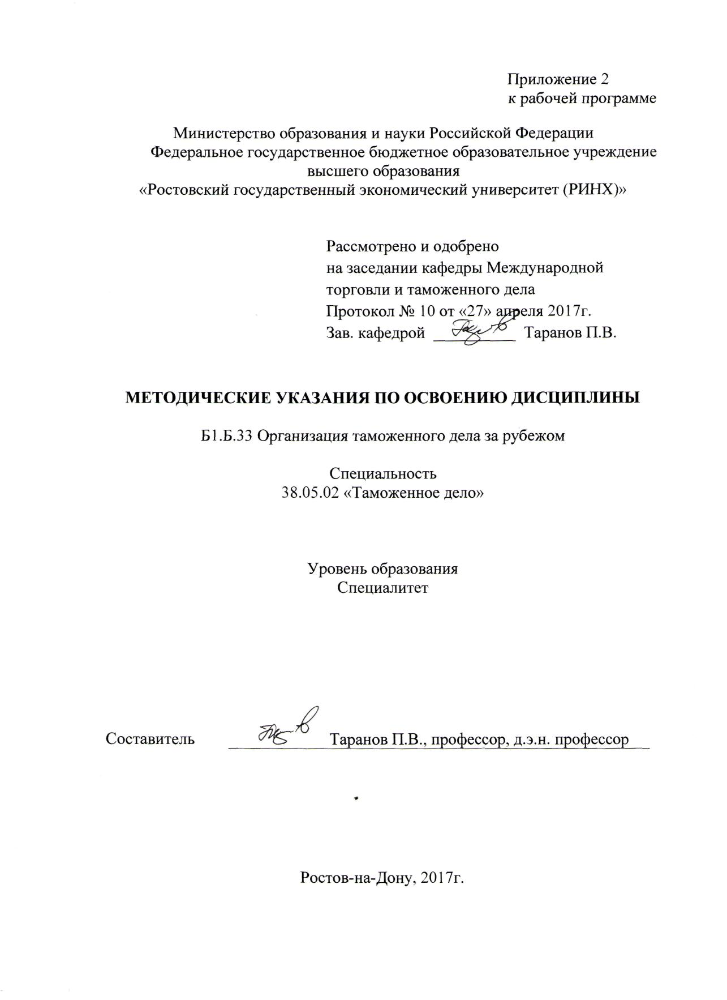 Приложение 2
к рабочей программе
Министерство образования и науки Российской Федерации
Федеральное государственное бюджетное образовательное учреждение
высшего образования
«Ростовский государственный экономический университет (РИНХ)»
Рассмотрено и одобрено
на заседании кафедры Международной
торговли и таможенного дела
Протокол № 10 от «27» апреля 2017г.
Зав. кафедрой Таранов П.В.
МЕТОДИЧЕСКИЕ УКАЗАНИЯ ПО ОСВОЕНИЮ ДИСЦИПЛИНЫ
Б1.Б.33 Организация таможенного дела за рубежом
Специальность
38.05.02 «Таможенное дело»
Уровень образования
Специалитет
Составитель Таранов П.В., профессор, д.э.н. профессор
Ростов-на-Дону, 2017г.